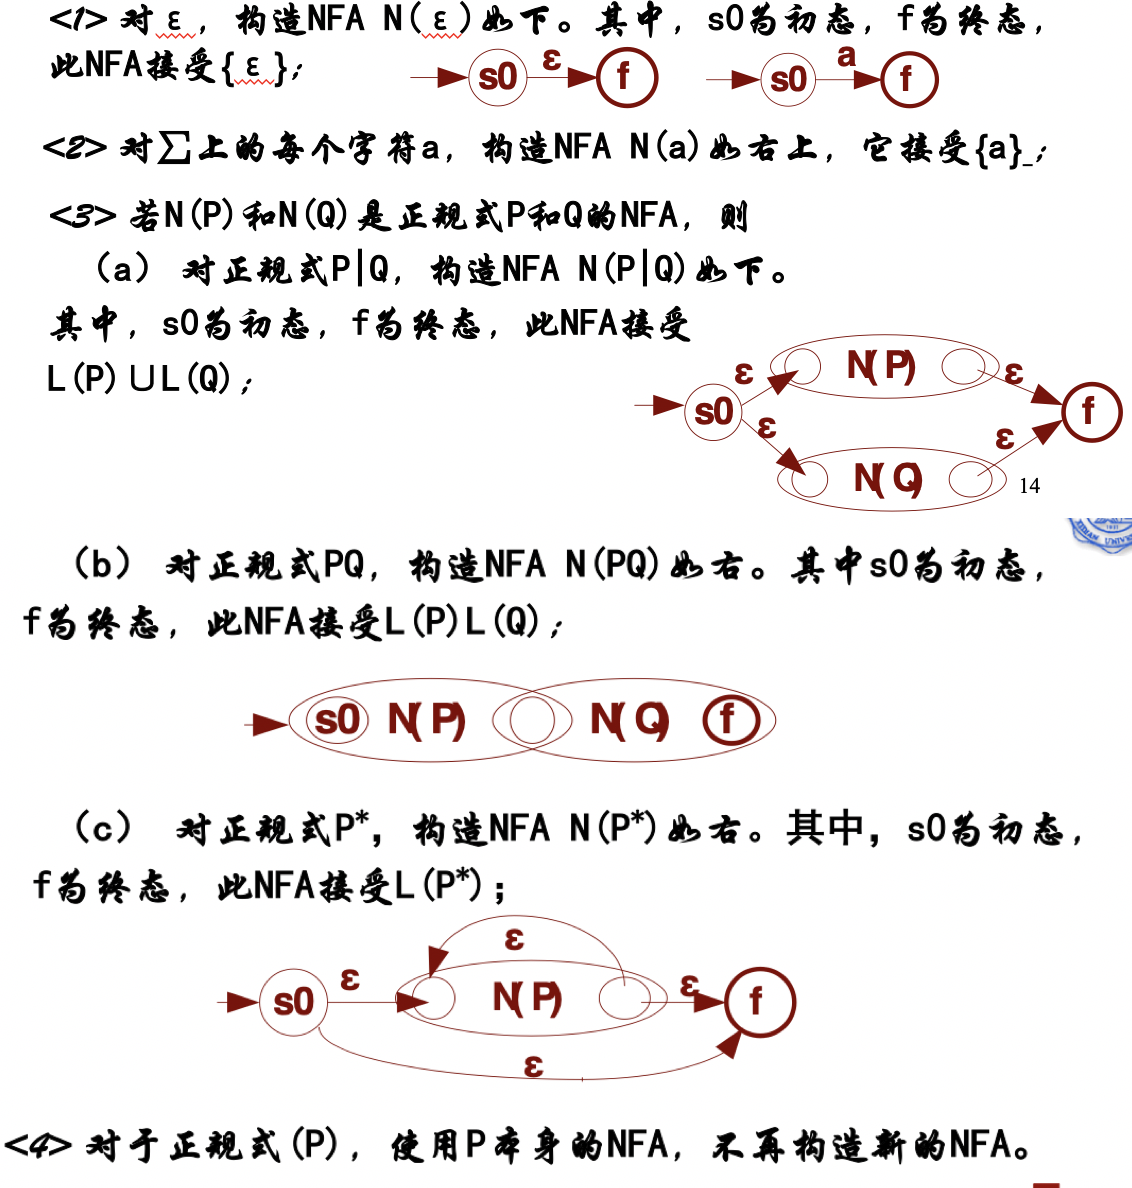 <1> 对ε, 构造NFA N(ε)如下。其中, s0为初态, f为终态,
此NFA接受{ε};
s0 ε f s0 a f
<2> 对∑上的每个字符a, 构造NFA N(a)如右上, 它接受{a}_;
<3> 若N(P)和N(Q)是正规式P和Q的NFA, 则
(a) 对正规式P|Q, 构造NFA N(P|Q)如下。
其中, s0为初态, f为终态, 此NFA接受
L(P)∪L(Q);
ε N(P) ε
s0 f
ε N(Q) ε
14
(b) 对正规式PQ, 构造NFA N(PQ)如右。其中s0为初态,
f为终态, 此NFA接受L(P)L(Q);
s0 N(P) N(Q) f
(c) 对正规式P*, 构造NFA N(P*)如右。其中, s0为初态,
f为终态, 此NFA接受L(P*);
ε
s0 ε N(P) ε f
ε
<4> 对于正规式(P), 使用P本身的NFA, 不再构造新的NFA。